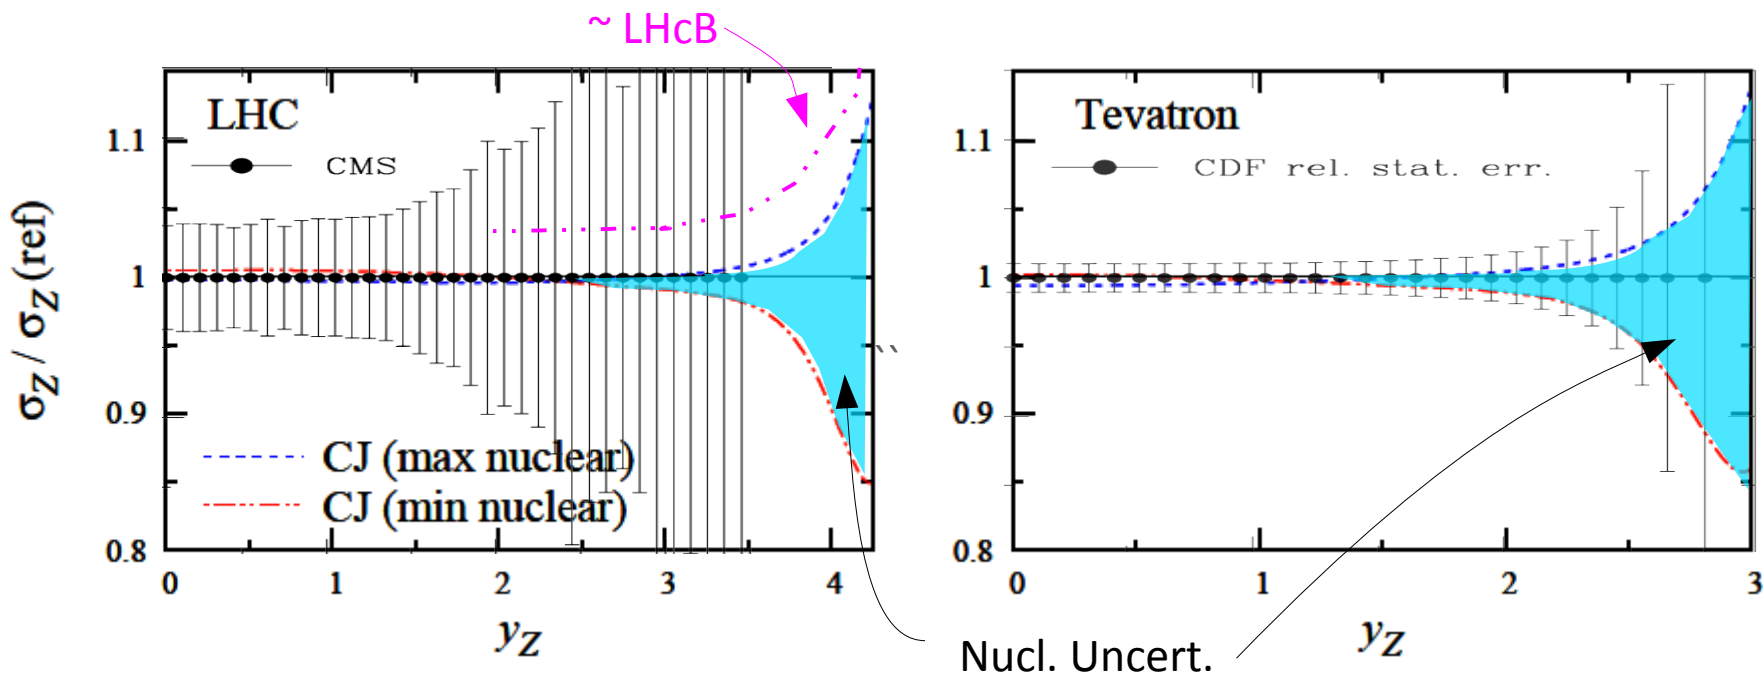 ~ LHcB
LHC
CMS
1.1
1
0.9
0.8
σZ / σZ (ref)
CJ (max nuclear)
CJ (min nuclear)
0 1 2 3 4
yZ
``
Tevatron
CDF rel. stat. err.
1.1
1
0.9
0.8
0 1 2 3
yZ
Nucl. Uncert.